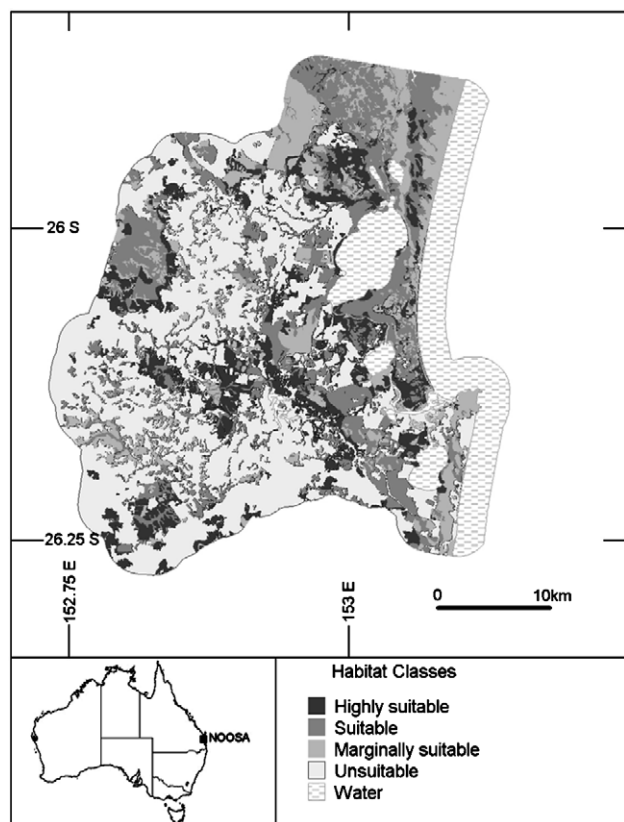 26 S
26.25 S
152.75 E
153 E
0 10km
NOOSA
Habitat Classes
Highly suitable
Suitable
Marginally suitable
Unsuitable
Water